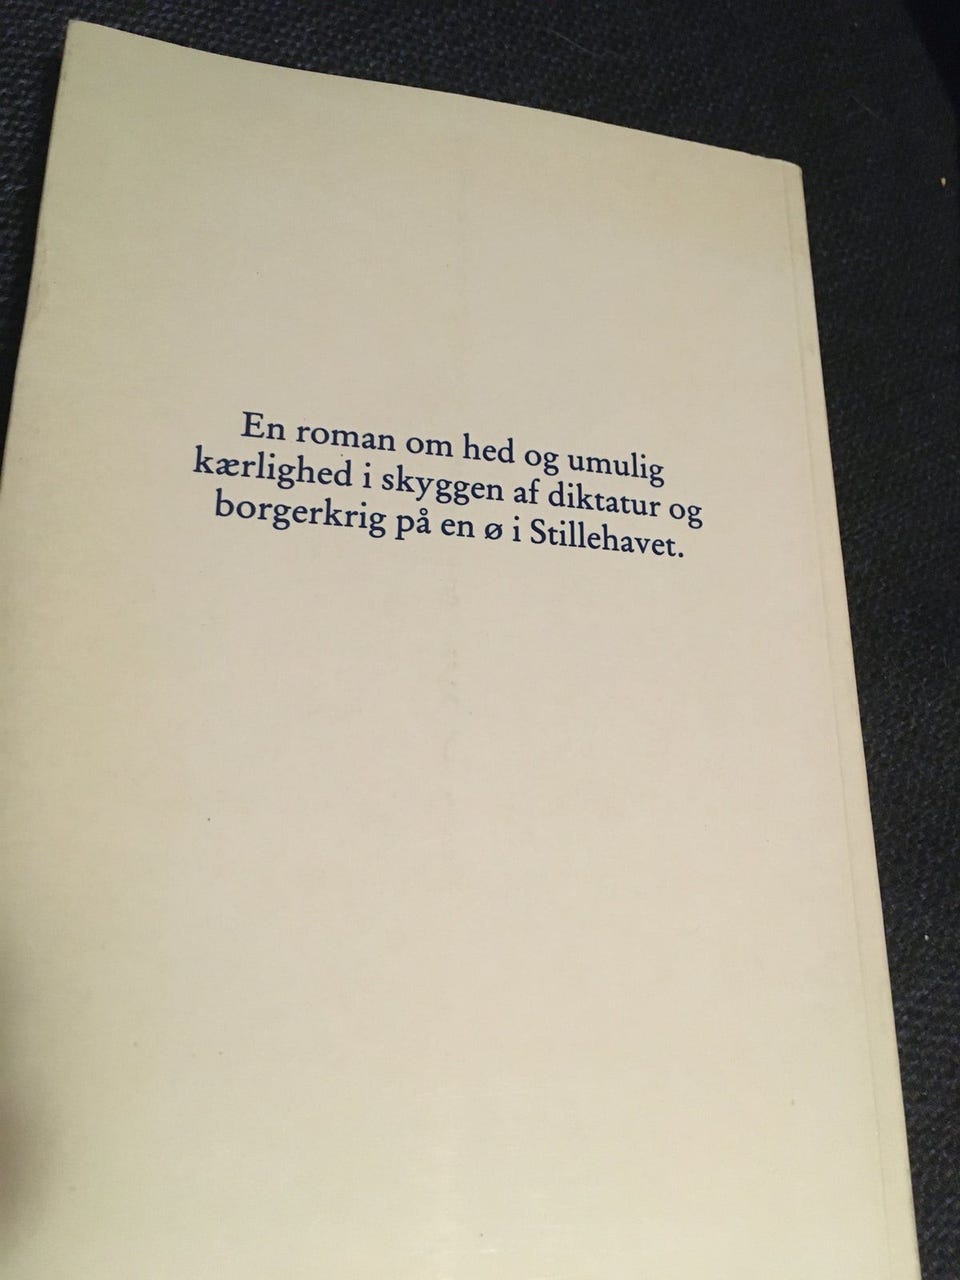 En roman om hed og umulig
kærlighed i skyggen af diktatur og
borgerkrig på en ø i Stillehavet.